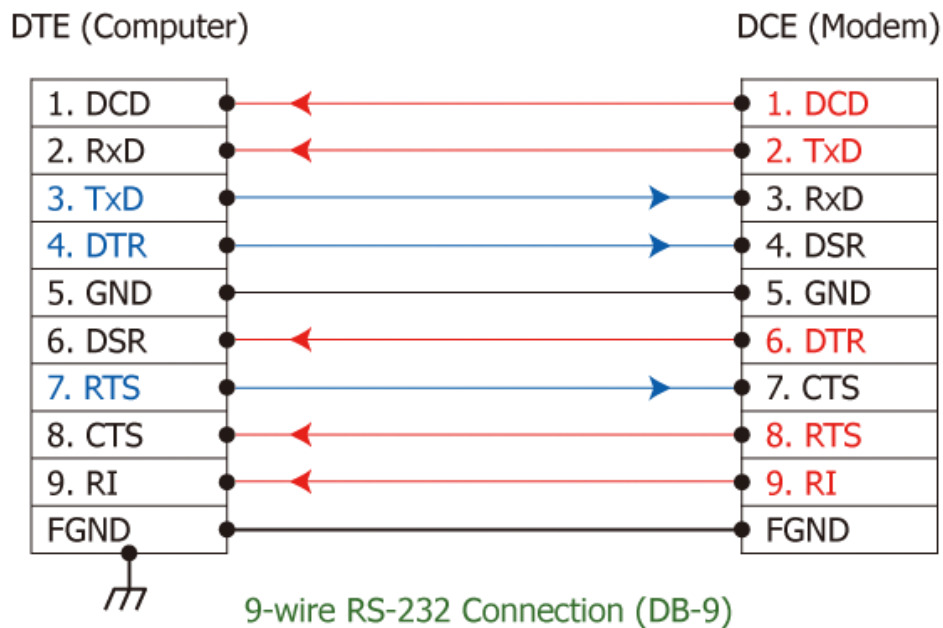 DTE (Computer) DCE (Modem)
1. DCD 1. DCD
2. RxD 2. TxD
3. TxD 3. RxD
4. DTR 4. DSR
5. GND 5. GND
6. DSR 6. DTR
7. RTS 7. CTS
8. CTS 8. RTS
9. RI 9. RI
FGND FGND
9-wire RS-232 Connection (DB-9)